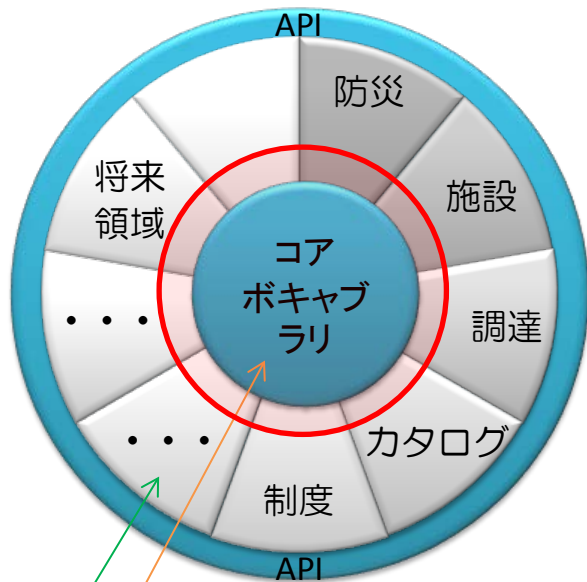 API
防災
施設
調達
カタログ
制度
・・・
・・・
将来
領域
コア
ボキャブ
ラリ
API